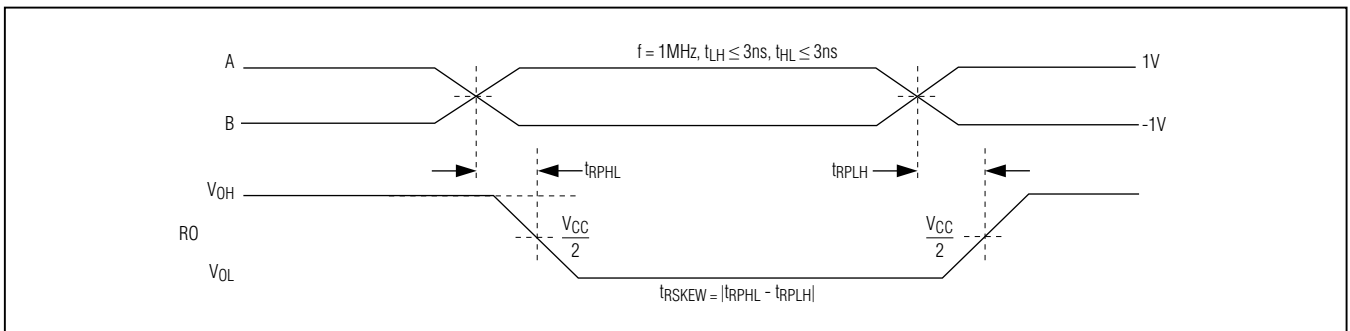 f = 1MHz, tLH ≤ 3ns, tHL ≤ 3ns
A
1V
B
-1V
tRPHL
tRPLH
VOH
RO
VCC
2
VCC
2
VOL
tRSKEW = |tRPHL - tRPLH|